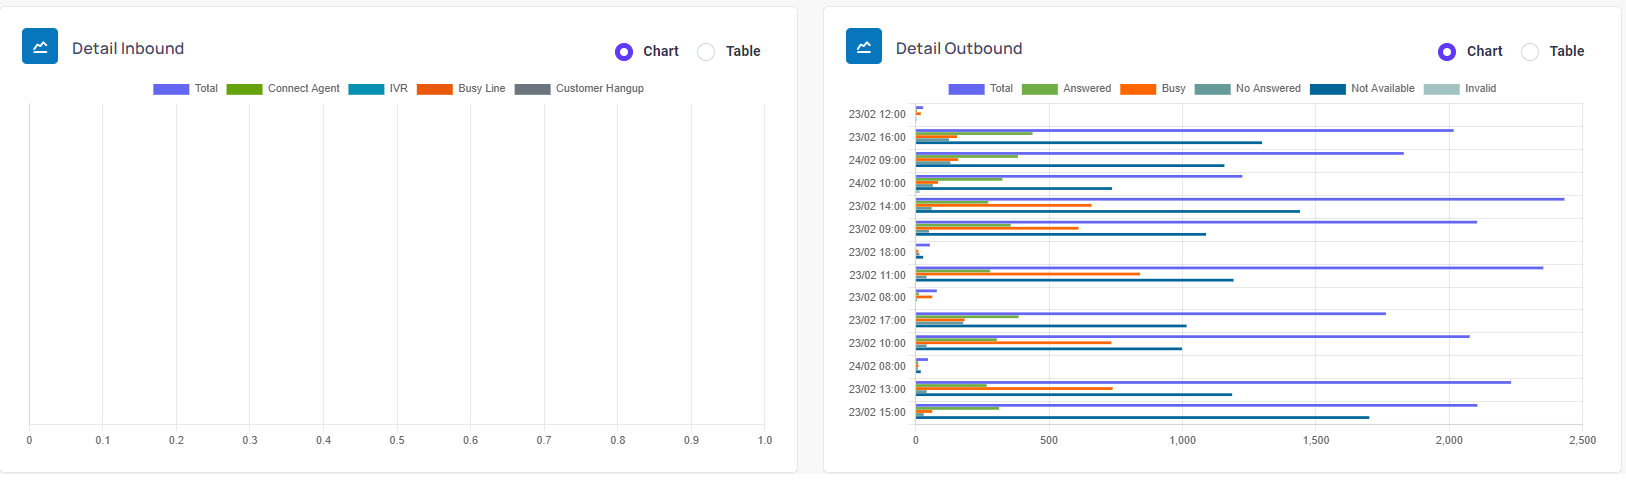 Detail Inbound
Chart
Table
Total
Connect Agent
IVR
Busy Line
Customer Hangup
0
0.1
0.2
0.3
0.4
0.5
0.6
0.7
0.8
0.9
1.0
Detail Outbound
Chart
Table
Total
Answered
Busy
No Answered
Not Available
Invalid
23/02 12:00
23/02 16:00
24/02 09:00
24/02 10:00
23/02 14:00
23/02 09:00
23/02 18:00
23/02 11:00
23/02 08:00
23/02 17:00
23/02 10:00
24/02 08:00
23/02 13:00
23/02 15:00
0
500
1,000
1,500
2,000
2,500